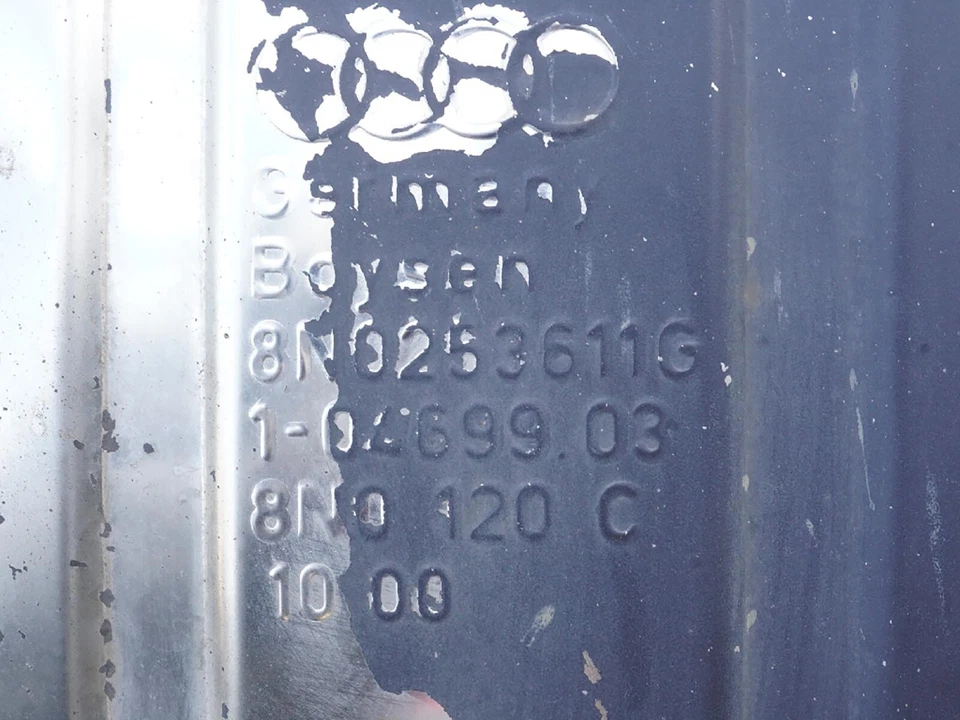 Germany
Boysen
8N0253611G
1-04699.03
8N0 120 C
10 00